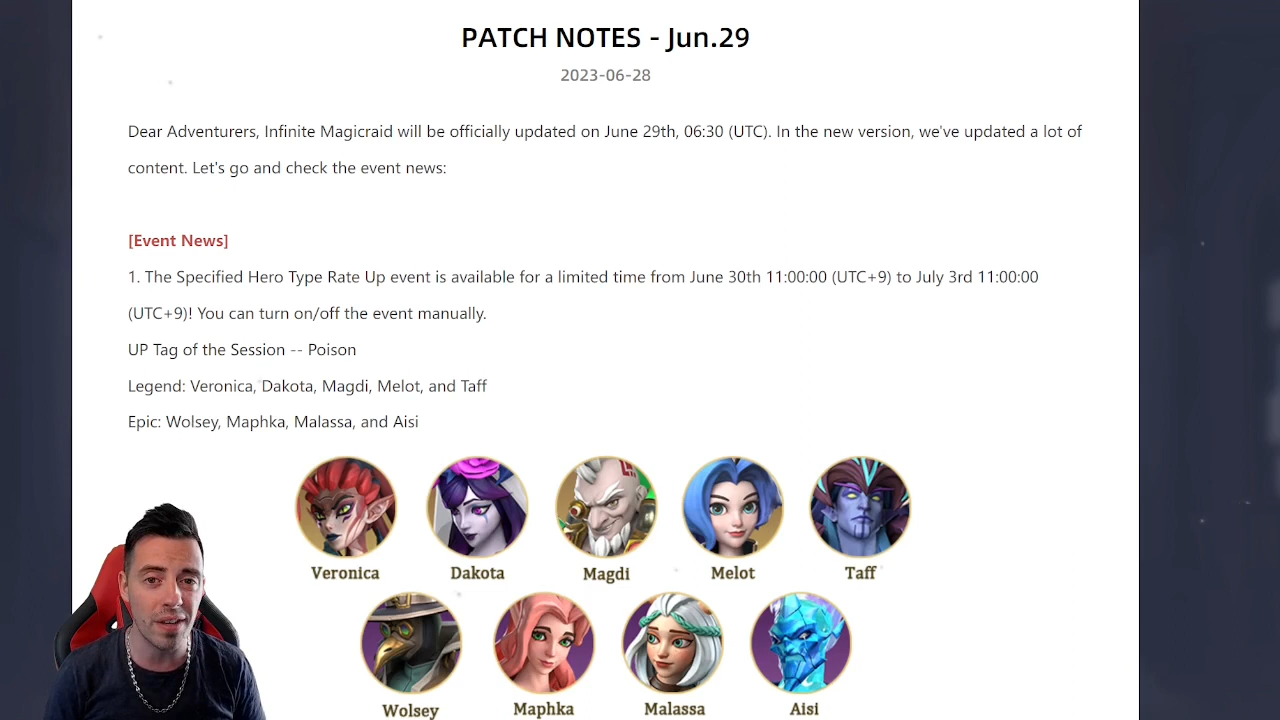 PATCH NOTES - Jun.29
2023-06-28
Dear Adventurers, Infinite Magicraid will be officially updated on June 29th, 06:30 (UTC). In the new version, we've updated a lot of
content. Let's go and check the event news:
[Event News]
1. The Specified Hero Type Rate Up event is available for a limited time from June 30th 11:00:00 (UTC+9) to July 3rd 11:00:00
(UTC+9)! You can turn on/off the event manually.
UP Tag of the Session -- Poison
Legend: Veronica, Dakota, Magdi, Melot, and Taff
Epic: Wolsey, Maphka, Malassa, and Aisi
Veronica Dakota Magdi Melot Taff
Wolsey Maphka Malassa Aisi